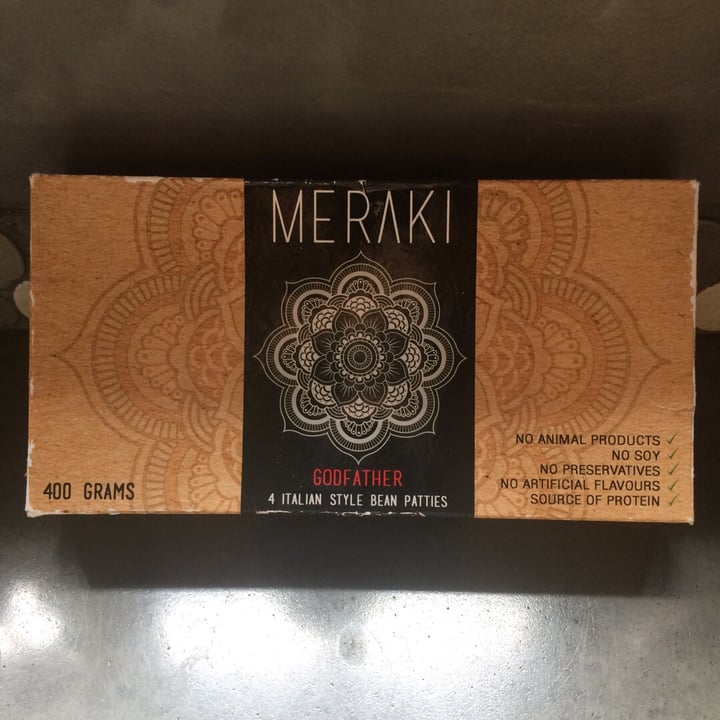 MERAKI
GODFATHER
4 ITALIAN STYLE BEAN PATTIES
400 GRAMS
NO ANIMAL PRODUCTS ✓
NO SOY ✓
NO PRESERVATIVES ✓
NO ARTIFICIAL FLAVOURS ✓
SOURCE OF PROTEIN ✓